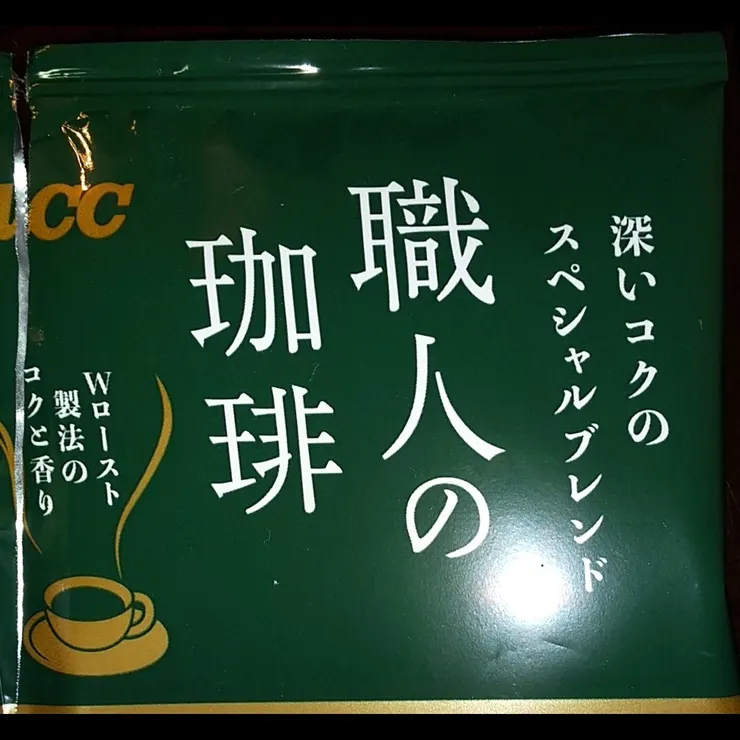 深いコクの
スペシャルブレンド
職人の
珈琲
ucc
Wロースト
製法の
コクと香り